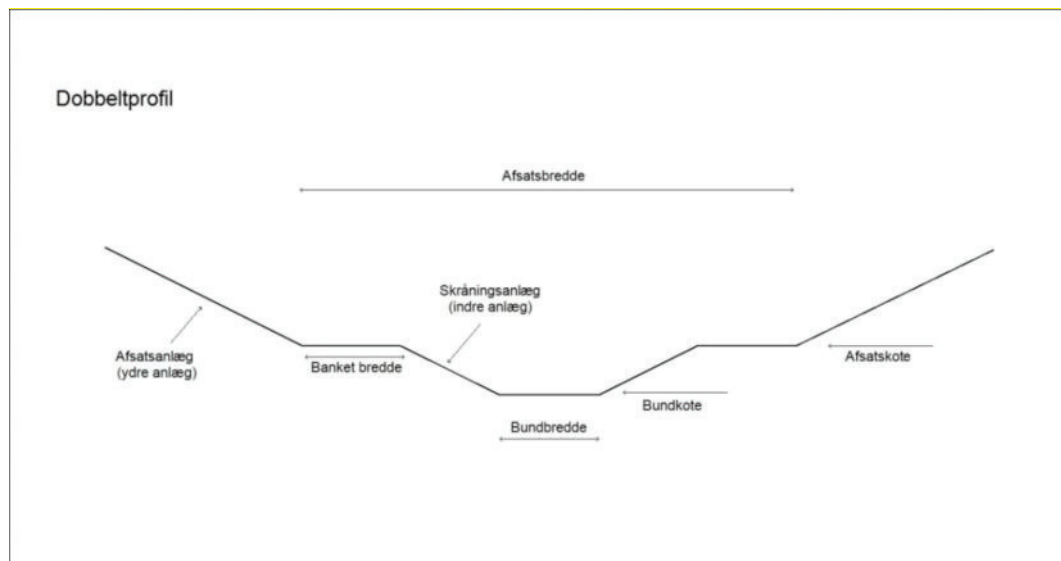 Dobbeltprofil
Afsatsbredde
Skråningsanlæg
(indre anlæg)
Afsatsanlæg
(ydre anlæg)
Banket bredde
Afsatskote
Bundkote
Bundbredde